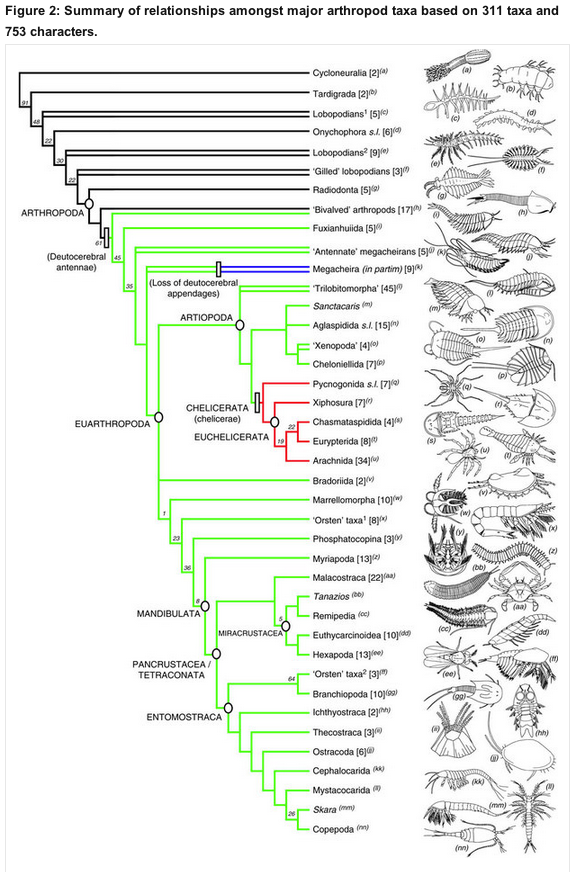 Figure 2: Summary of relationships amongst major arthropod taxa based on 311 taxa and
753 characters.
Cycloneuralia [2](a)
Tardigrada [2](b)
91
Lobopodians1 [5](c)
48
Onychophora s.l. [6](d)
22
Lobopodians2 [9](e)
30
'Gilled' lobopodians [3](f)
22
Radiodonta [5](g)
ARTHROPODA
'Bivalved' arthropods [17](h)
61
Fuxianhuiida [5](i)
(Deutocerebral
antennae)
45
'Antennate' megacheirans [5](j)
Megacheira (in partim) [9](k)
35
(Loss of deutocerebral
appendages)
'Trilobitomorpha' [45](l)
Sanctacaris (m)
ARTIOPODA
Aglaspidida s.l. [15](n)
'Xenopoda' [4](o)
Cheloniellida [7](p)
Pycnogonida s.l. [7](q)
Xiphosura [7](r)
CHELICERATA
(chelicerae)
EUARTHROPODA
Chasmataspidida [4](s)
22
EUCHELICERATA
Eurypterida [8](t)
19
Arachnida [34](u)
Bradoriida [2](v)
Marrellomorpha [10](w)
1
'Orsten' taxa1 [8](x)
23
Phosphatocopina [3](y)
Myriapoda [13](z)
36
Malacostraca [22](aa)
8
MANDIBULATA
Tanazios (bb)
Remipedia (cc)
5
MIRACRUSTACEA
Euthycarcinoidea [10](dd)
Hexapoda [13](ee)
PANCRUSTACEA /
TETRACONATA
'Orsten' taxa2 [3](ff)
64
Branchiopoda [10](gg)
Ichthyostraca [2](hh)
ENTOMOSTRACA
Thecostraca [3](ii)
Ostracoda [6](jj)
Cephalocarida (kk)
Mystacocarida (ll)
Skara (mm)
26
Copepoda (nn)
(a)
(b)
(c)
(d)
(e)
(f)
(g)
(h)
(i)
(j)
(k)
(l)
(m)
(n)
(o)
(p)
(q)
(r)
(s)
(t)
(u)
(v)
(w)
(x)
(y)
(z)
(bb)
(aa)
(cc)
(dd)
(ee)
(ff)
(gg)
(hh)
(ii)
(jj)
(kk)
(ll)
(mm)
(nn)